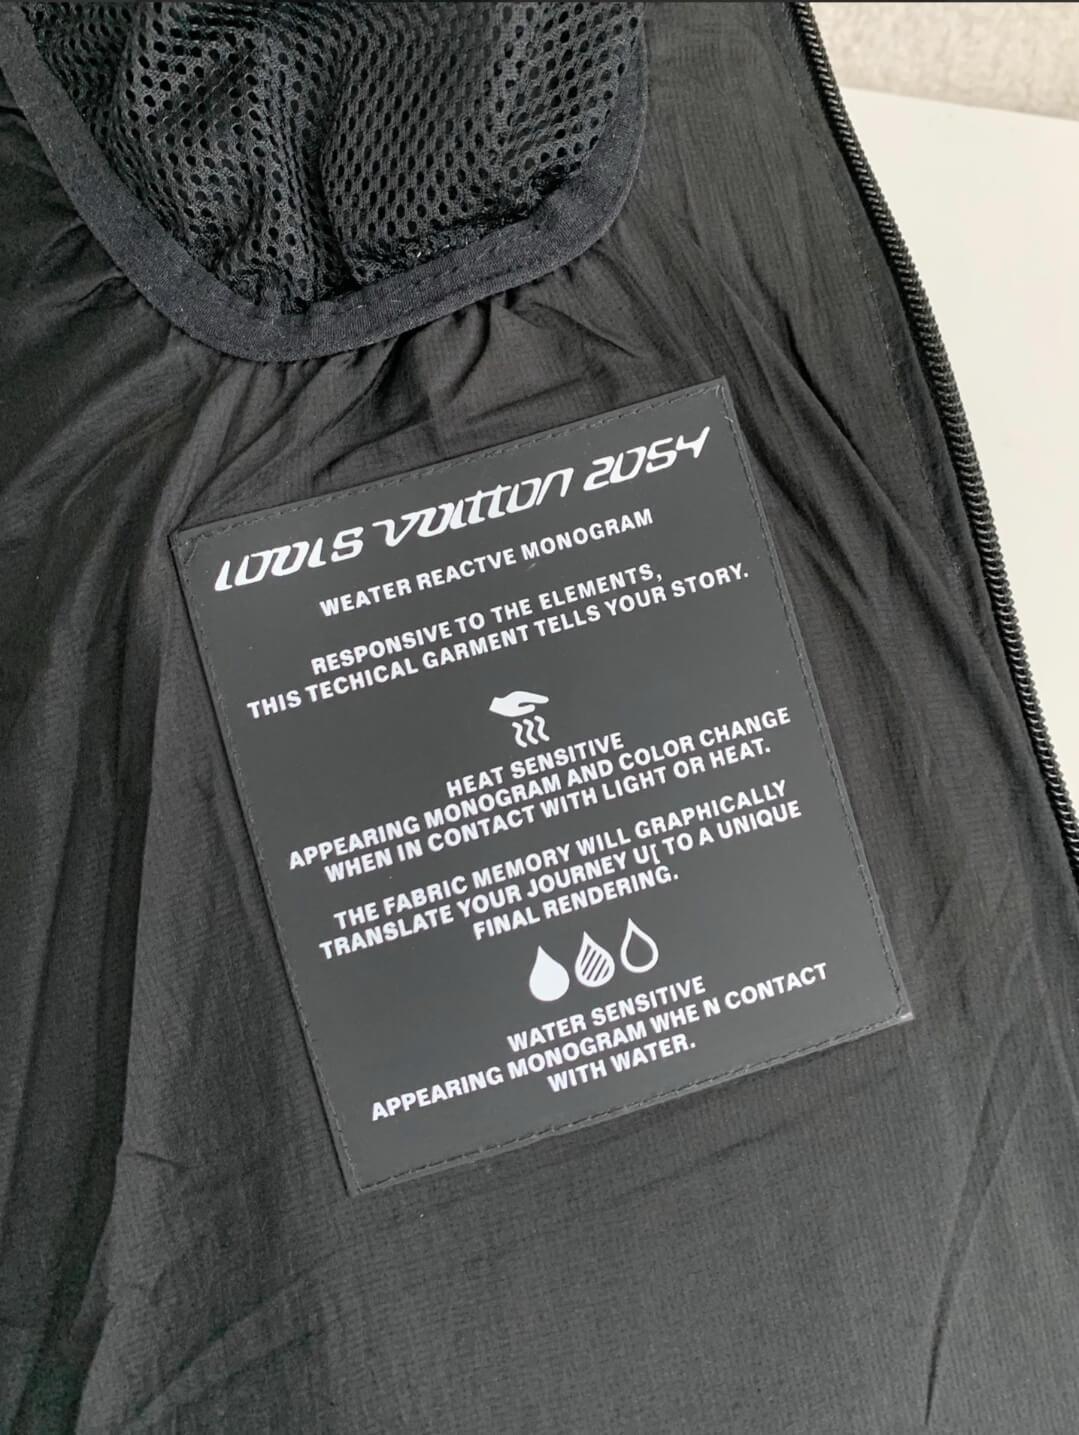 LOUIS VUITTON 2054
WEATER REACTVE MONOGRAM
RESPONSIVE TO THE ELEMENTS,
THIS TECHICAL GARMENT TELLS YOUR STORY.
HEAT SENSITIVE
APPEARING MONOGRAM AND COLOR CHANGE
WHEN IN CONTACT WITH LIGHT OR HEAT.
THE FABRIC MEMORY WILL GRAPHICALLY
TRANSLATE YOUR JOURNEY U[ TO A UNIQUE
FINAL RENDERING.
WATER SENSITIVE
APPEARING MONOGRAM WHE N CONTACT
WITH WATER.